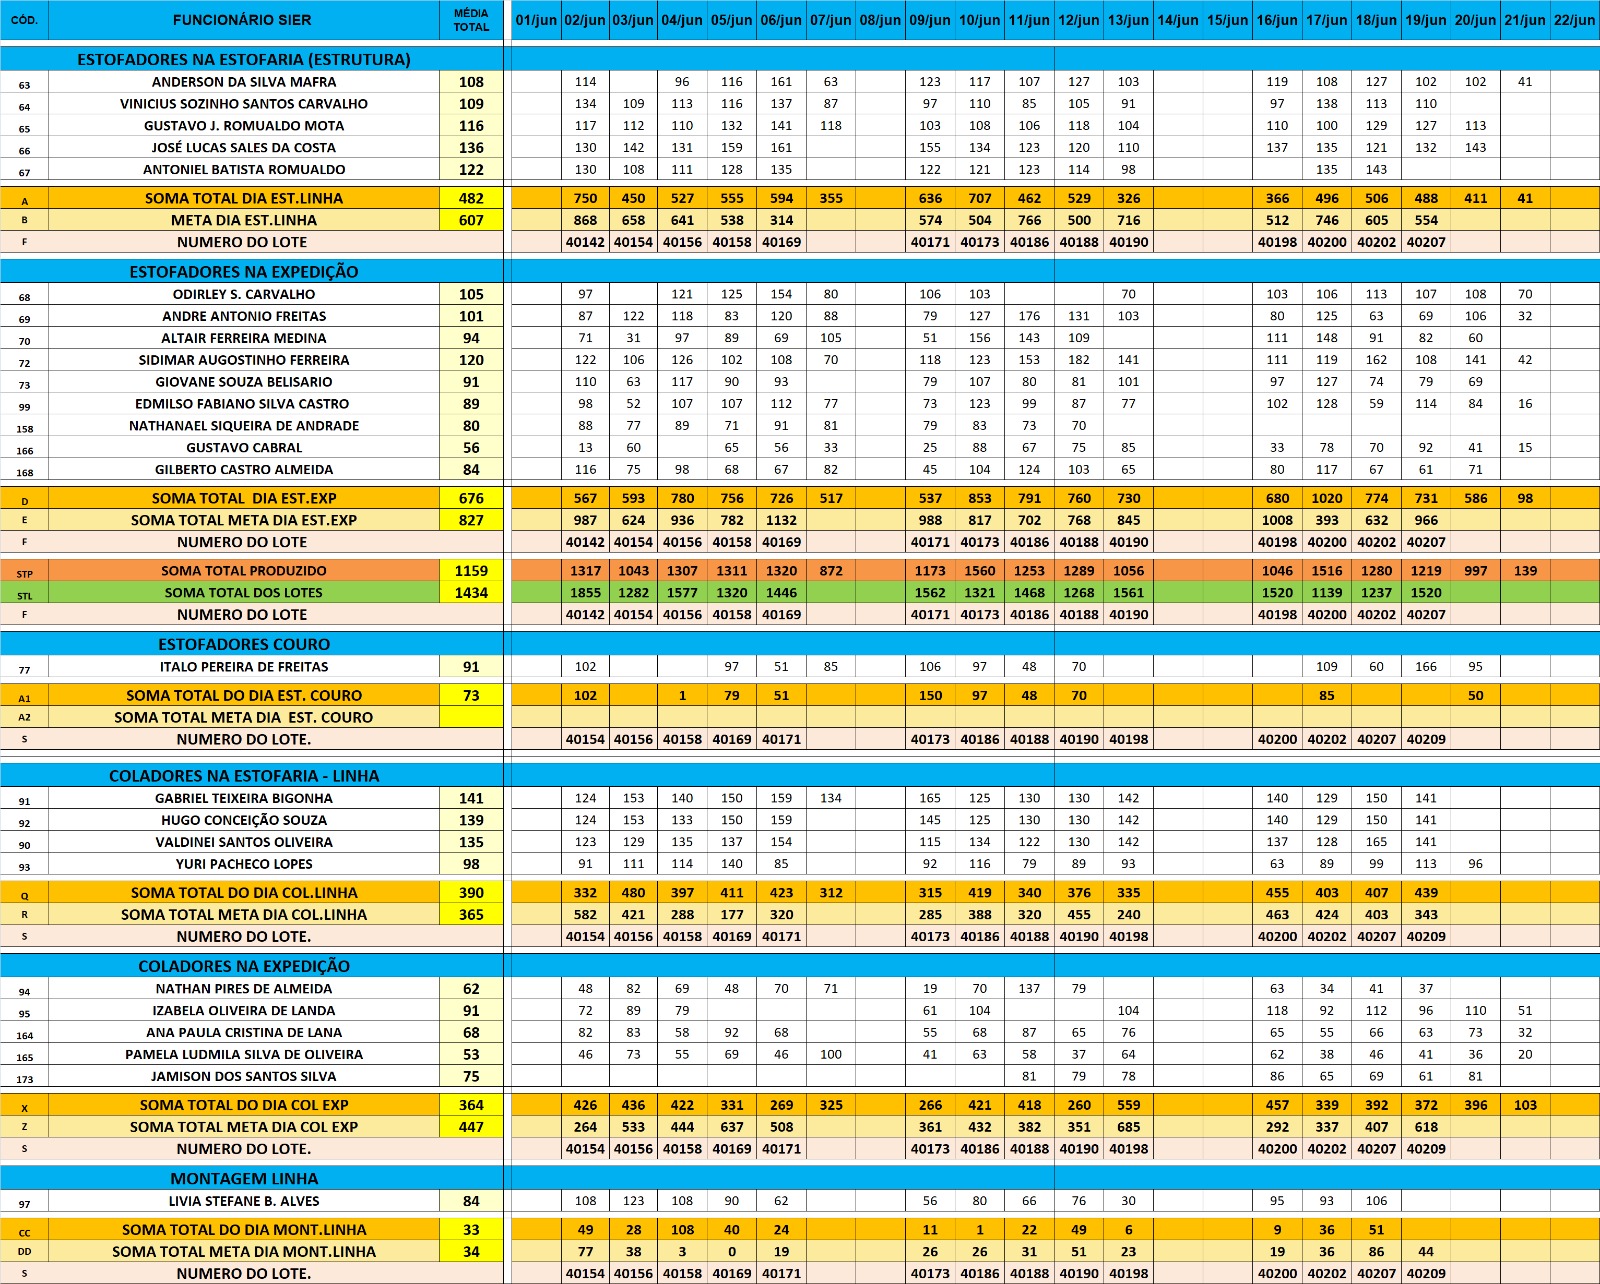 CÓD. FUNCIONÁRIO SIER MÉDIA TOTAL 01/jun 02/jun 03/jun 04/jun 05/jun 06/jun 07/jun 08/jun 09/jun 10/jun 11/jun 12/jun 13/jun 14/jun 15/jun 16/jun 17/jun 18/jun 19/jun 20/jun 21/jun 22/jun
ESTOFADORES NA ESTOFARIA (ESTRUTURA)
63 ANDERSON DA SILVA MAFRA 108 114 96 116 161 63 123 117 107 127 103 119 108 127 102 102 41
64 VINICIUS SOZINHO SANTOS CARVALHO 109 134 109 113 116 137 87 97 110 85 105 91 97 138 113 110
65 GUSTAVO J. ROMUALDO MOTA 116 117 112 110 132 141 118 103 108 106 118 104 110 100 129 127 113
66 JOSÉ LUCAS SALES DA COSTA 136 130 142 131 159 161 155 134 123 120 110 137 135 121 132 143
67 ANTONIEL BATISTA ROMUALDO 122 130 108 111 128 135 122 121 123 114 98 135 143
A SOMA TOTAL DIA EST.LINHA 482 750 450 527 555 594 355 636 707 462 529 326 366 496 506 488 411 41
B META DIA EST.LINHA 607 868 658 641 538 314 574 504 766 500 716 512 746 605 554
F NUMERO DO LOTE 40142 40154 40156 40158 40169 40171 40173 40186 40188 40190 40198 40200 40202 40207
ESTOFADORES NA EXPEDIÇÃO
68 ODIRLEY S. CARVALHO 105 97 121 125 154 80 106 103 70 103 106 113 107 108 70
69 ANDRE ANTONIO FREITAS 101 87 122 118 83 120 88 79 127 176 131 103 80 125 63 69 106 32
70 ALTAIR FERREIRA MEDINA 94 71 31 97 89 69 105 51 156 143 109 111 148 91 82 60
72 SIDIMAR AUGOSTINHO FERREIRA 120 122 106 126 102 108 70 118 123 153 182 141 111 119 162 108 141 42
73 GIOVANE SOUZA BELISARIO 91 110 63 117 90 93 79 107 80 81 101 97 127 74 79 69
99 EDMILSO FABIANO SILVA CASTRO 89 98 52 107 107 112 77 73 123 99 87 77 102 128 59 114 84 16
158 NATHANAEL SIQUEIRA DE ANDRADE 80 88 77 89 71 91 81 79 83 73 70
166 GUSTAVO CABRAL 56 13 60 65 56 33 25 88 67 75 85 33 78 70 92 41 15
168 GILBERTO CASTRO ALMEIDA 84 116 75 98 68 67 82 45 104 124 103 65 80 117 67 61 71
D SOMA TOTAL DIA EST.EXP 676 567 593 780 756 726 517 537 853 791 760 730 680 1020 774 731 586 98
E SOMA TOTAL META DIA EST.EXP 827 987 624 936 782 1132 988 817 702 768 845 1008 393 632 966
F NUMERO DO LOTE 40142 40154 40156 40158 40169 40171 40173 40186 40188 40190 40198 40200 40202 40207
STP SOMA TOTAL PRODUZIDO 1159 1317 1043 1307 1311 1320 872 1173 1560 1253 1289 1056 1046 1516 1280 1219 997 139
STL SOMA TOTAL DOS LOTES 1434 1855 1282 1577 1320 1446 1562 1321 1468 1268 1561 1520 1139 1237 1520
F NUMERO DO LOTE 40142 40154 40156 40158 40169 40171 40173 40186 40188 40190 40198 40200 40202 40207
ESTOFADORES COURO
77 ITALO PEREIRA DE FREITAS 91 102 97 51 85 106 97 48 70 109 60 166 95
A1 SOMA TOTAL DO DIA EST. COURO 73 102 1 79 51 150 97 48 70 85 50
A2 SOMA TOTAL META DIA EST. COURO
S NUMERO DO LOTE. 40154 40156 40158 40169 40171 40173 40186 40188 40190 40198 40200 40202 40207 40209
COLADORES NA ESTOFARIA - LINHA
91 GABRIEL TEIXEIRA BIGONHA 141 124 153 140 150 159 134 165 125 130 130 142 140 129 150 141
92 HUGO CONCEIÇÃO SOUZA 139 124 153 133 150 159 145 125 130 130 142 140 129 150 141
90 VALDINEI SANTOS OLIVEIRA 135 123 129 135 137 154 115 134 122 130 142 137 128 165 141
93 YURI PACHECO LOPES 98 91 111 114 140 85 92 116 79 89 93 63 89 99 113 96
Q SOMA TOTAL DO DIA COL.LINHA 390 332 480 397 411 423 312 315 419 340 376 335 455 403 407 439
R SOMA TOTAL META DIA COL.LINHA 365 582 421 288 177 320 285 388 320 455 240 463 424 403 343
S NUMERO DO LOTE. 40154 40156 40158 40169 40171 40173 40186 40188 40190 40198 40200 40202 40207 40209
COLADORES NA EXPEDIÇÃO
94 NATHAN PIRES DE ALMEIDA 62 48 82 69 48 70 71 19 70 137 79 63 34 41 37
95 IZABELA OLIVEIRA DE LANDA 91 72 89 79 61 104 104 118 92 112 96 110 51
164 ANA PAULA CRISTINA DE LANA 68 82 83 58 92 68 55 68 87 65 76 65 55 66 63 73 32
165 PAMELA LUDMILA SILVA DE OLIVEIRA 53 46 73 55 69 46 100 41 63 58 37 64 62 38 46 41 36 20
173 JAMISON DOS SANTOS SILVA 75 81 79 78 86 65 69 61 81
X SOMA TOTAL DO DIA COL EXP 364 426 436 422 331 269 325 266 421 418 260 559 457 339 392 372 396 103
Z SOMA TOTAL META DIA COL EXP 447 264 533 444 637 508 361 432 382 351 685 292 337 407 618
S NUMERO DO LOTE. 40154 40156 40158 40169 40171 40173 40186 40188 40190 40198 40200 40202 40207 40209
MONTAGEM LINHA
97 LIVIA STEFANE B. ALVES 84 108 123 108 90 62 56 80 66 76 30 95 93 106
CC SOMA TOTAL DO DIA MONT.LINHA 33 49 28 108 40 24 11 1 22 49 6 9 36 51
DD SOMA TOTAL META DIA MONT.LINHA 34 77 38 3 0 19 26 26 31 51 23 19 36 86 44
S NUMERO DO LOTE. 40154 40156 40158 40169 40171 40173 40186 40188 40190 40198 40200 40202 40207 40209